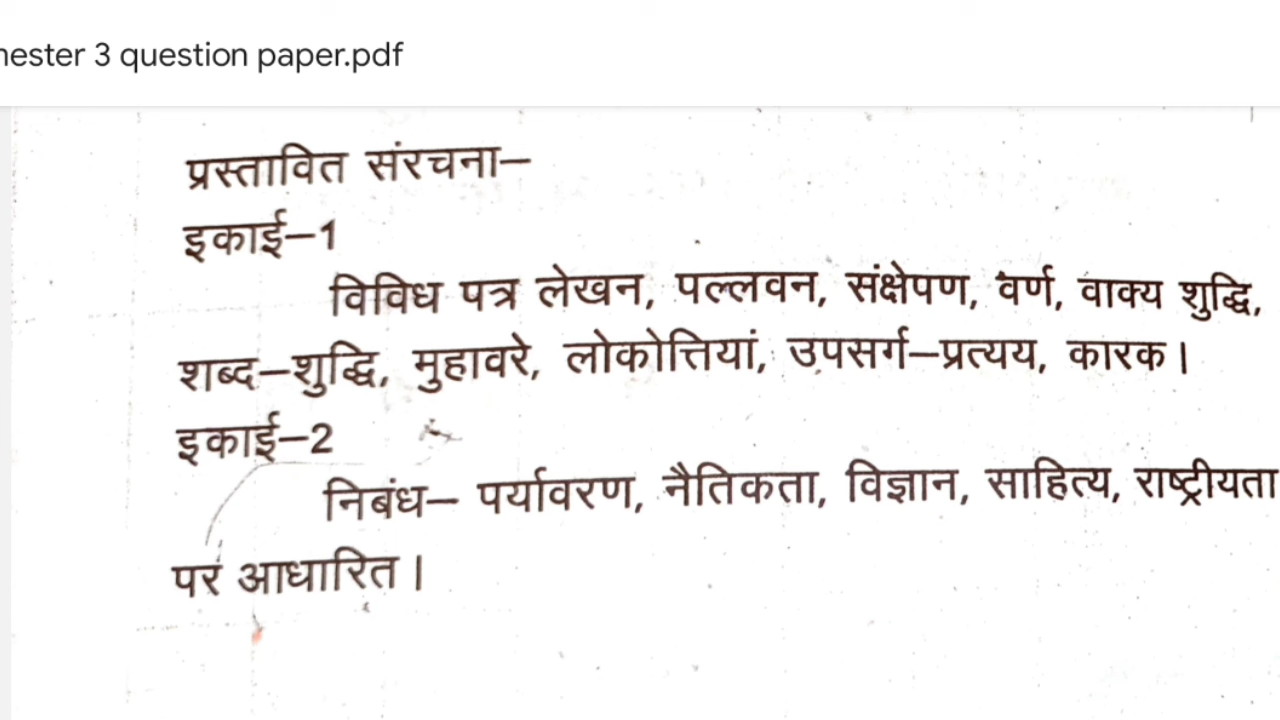 nester 3 question paper.pdf
प्रस्तावित संरचना–
इकाई–1
विविध पत्र लेखन, पल्लवन, संक्षेपण, वर्ण, वाक्य शुद्धि,
शब्द–शुद्धि, मुहावरे, लोकोत्तियां, उपसर्ग–प्रत्यय, कारक।
इकाई–2
निबंध– पर्यावरण, नैतिकता, विज्ञान, साहित्य, राष्ट्रीयता
पर आधारित।